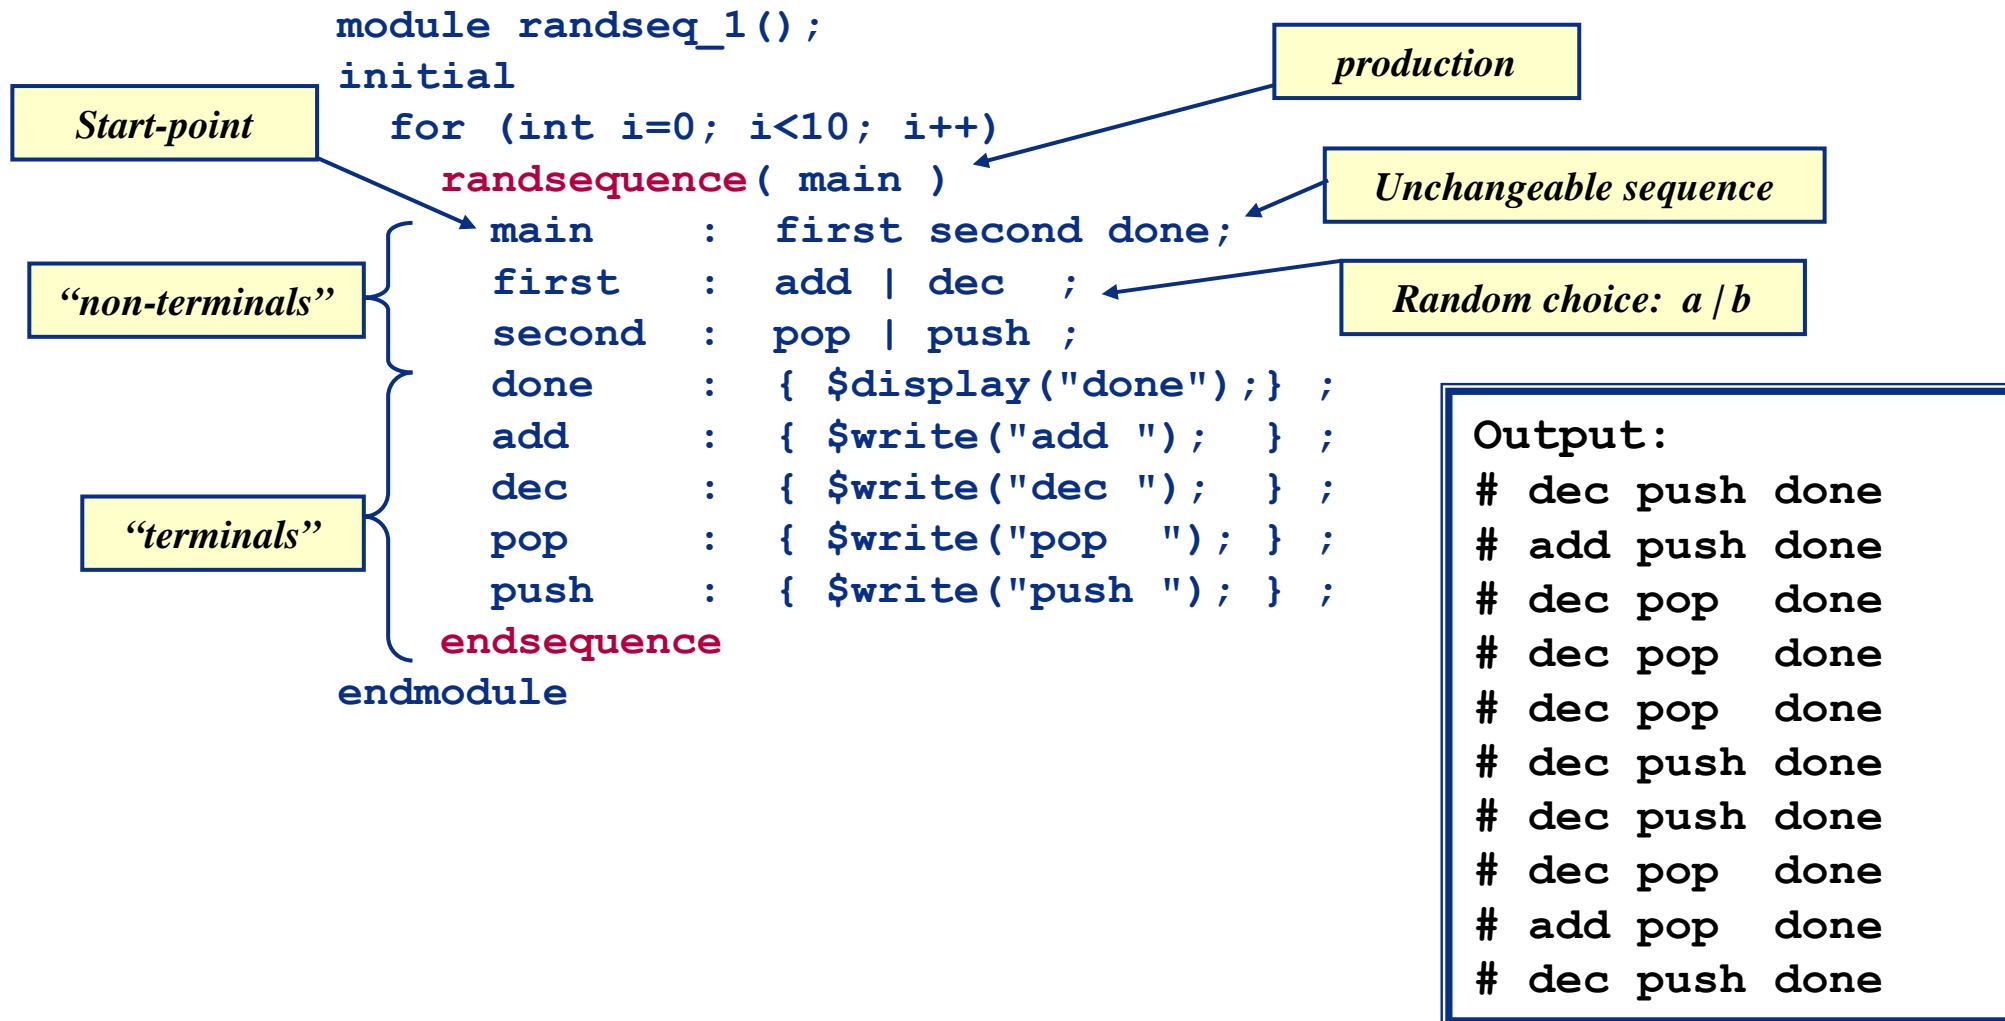 module randseq_1();
initial
for (int i=0; i<10; i++)
randsequence( main )
main : first second done;
first : add | dec ;
second : pop | push ;
done : { $display("done");} ;
add : { $write("add "); } ;
dec : { $write("dec "); } ;
pop : { $write("pop  "); } ;
push : { $write("push "); } ;
endsequence
endmodule
production
Start-point
Unchangeable sequence
“non-terminals”
Random choice: a | b
“terminals”
Output:
# dec push done
# add push done
# dec pop  done
# dec pop  done
# dec pop  done
# dec push done
# dec push done
# dec pop  done
# add pop  done
# dec push done